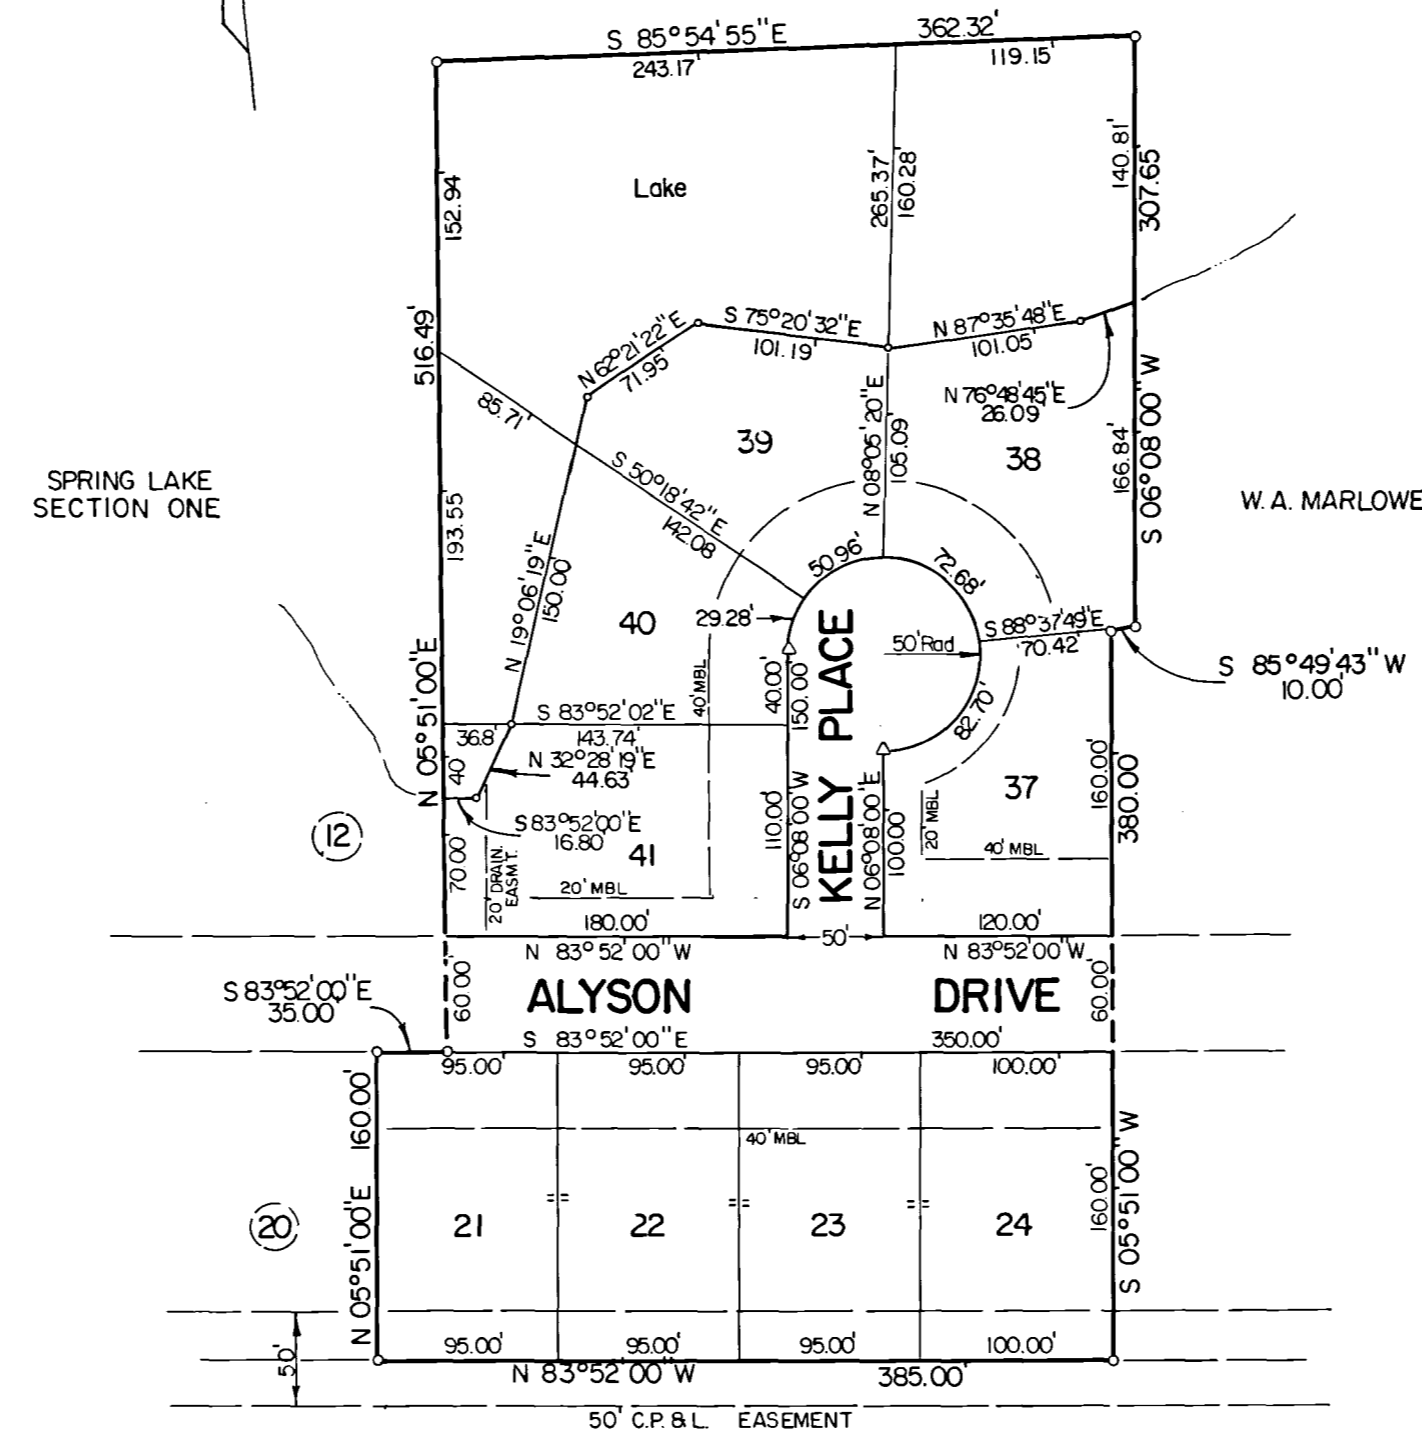 S 85°54'55"E
362.32'
243.17'
119.15'
152.94'
Lake
265.37'
160.28'
140.81'
307.65'
516.49'
N 62°21'22"E
71.95'
S 75°20'32"E
101.19'
N 87°35'48"E
101.05'
N 76°48'45"E
26.09'
85.71'
S 50°18'42"E
142.08
39
N 08°05'20"E
105.09
38
166.84'
S 06°08'00"W
SPRING LAKE
SECTION ONE
W. A. MARLOWE
193.55
N 19°06'19"E
150.00'
50.96'
72.68'
40
29.28'
50' Rad
S 88°37'49"E
70.42'
S 85°49'43"W
10.00'
N 05°51'00"E
40' MBL
40.00'
150.00'
KELLY PLACE
82.70'
S 83°52'02"E
143.74'
36.8'
40'
N 32°28'19"E
44.63'
S 83°52'00"E
16.80'
12
70.00'
20' DRAIN.
EASM'T.
41
20' MBL
110.00'
S 06°08'00"W
N 06°08'00"E
100.00'
20' MBL
37
40' MBL
160.00'
380.00'
180.00'
N 83°52'00"W
50'
120.00'
N 83°52'00"W
S 83°52'00"E
35.00'
60.00'
ALYSON DRIVE
60.00'
S 83°52'00"E
350.00'
95.00'
95.00'
95.00'
100.00'
160.00'
N 05°51'00"E
40' MBL
160.00'
S 05°51'00"W
20
21
22
23
24
50'
95.00'
95.00'
95.00'
100.00'
N 83°52'00"W
385.00'
50' C.P. & L. EASEMENT